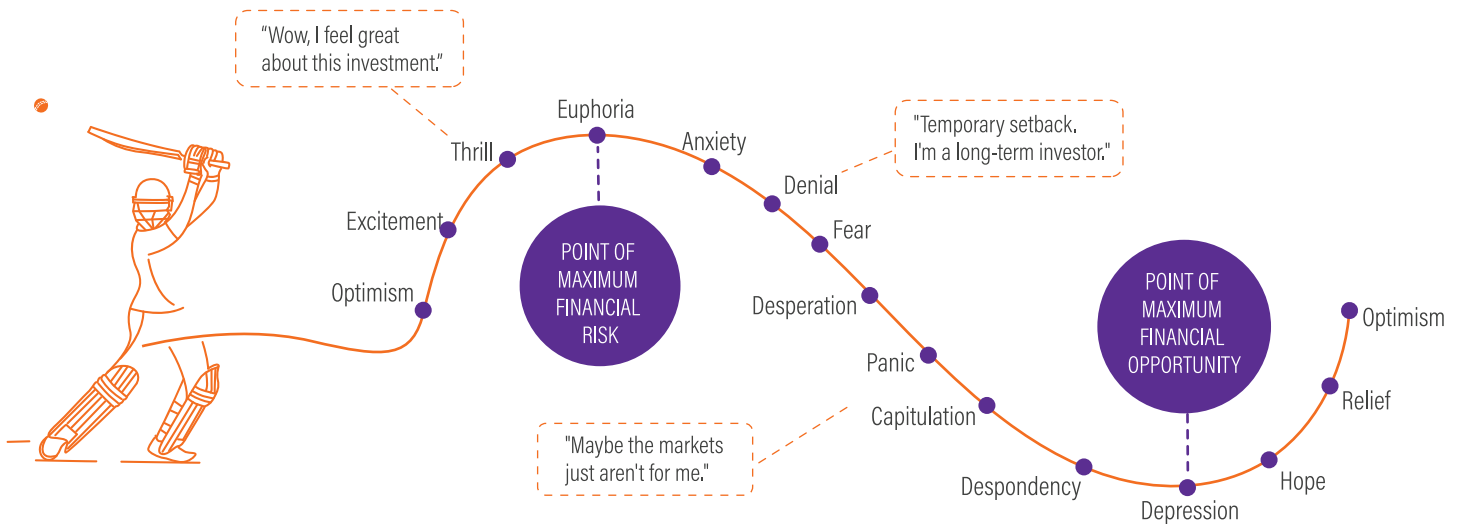 "Wow, I feel great
about this investment."
Euphoria
Thrill
Anxiety
"Temporary setback.
I'm a long-term investor."
Denial
Excitement
Fear
POINT OF
MAXIMUM
FINANCIAL
RISK
Optimism
Desperation
POINT OF
MAXIMUM
FINANCIAL
OPPORTUNITY
Optimism
Panic
Relief
Capitulation
"Maybe the markets
just aren't for me."
Despondency
Hope
Depression